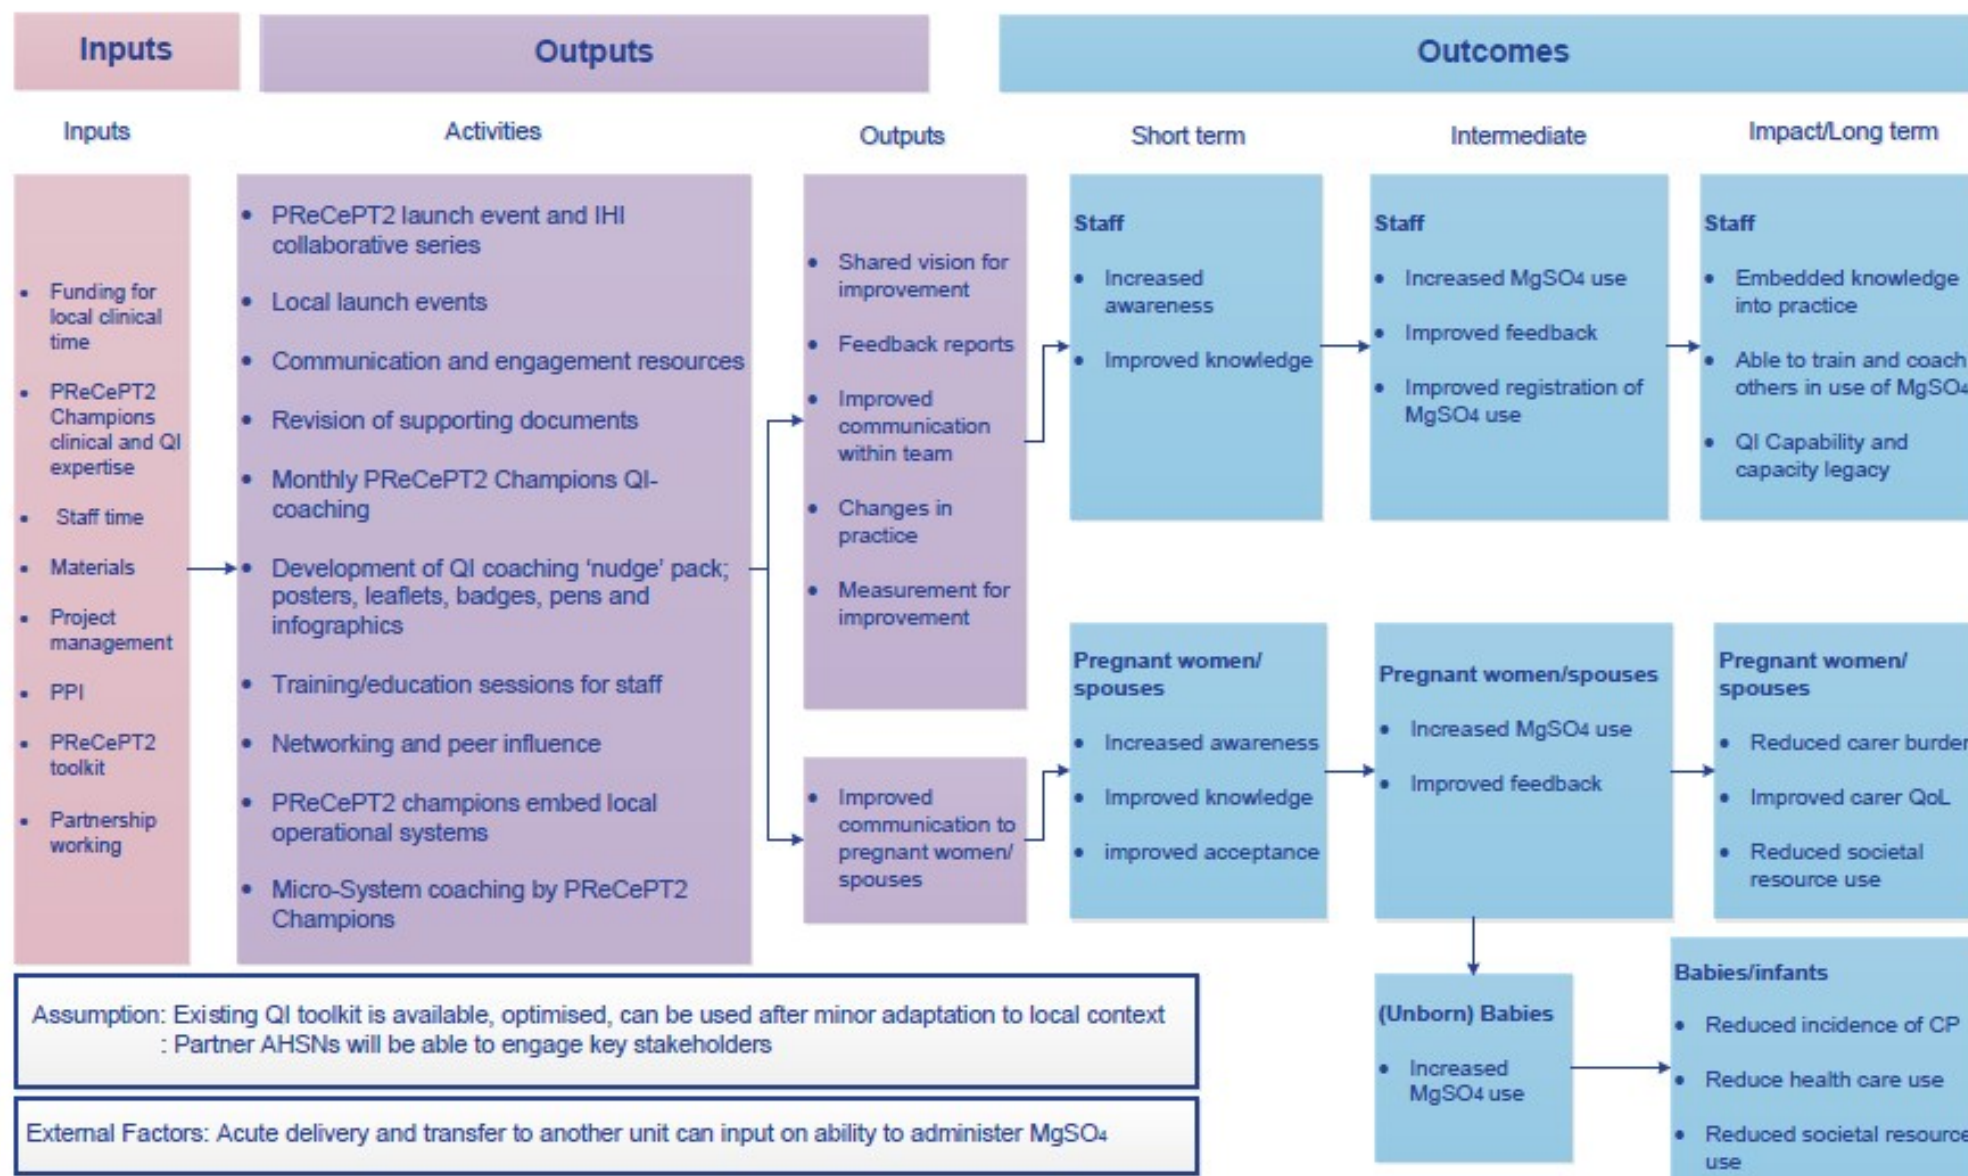 Inputs
Outputs
Outcomes
Inputs
Activities
Outputs
Short term
Intermediate
Impact/Long term
• Funding for
local clinical
time
• PReCePT2
Champions
clinical and QI
expertise
• Staff time
• Materials
• Project
management
• PPI
• PReCePT2
toolkit
• Partnership
working
• PReCePT2 launch event and IHI
collaborative series
• Local launch events
• Communication and engagement resources
• Revision of supporting documents
• Monthly PReCePT2 Champions QI-
coaching
• Development of QI coaching ‘nudge’ pack;
posters, leaflets, badges, pens and
infographics
• Training/education sessions for staff
• Networking and peer influence
• PReCePT2 champions embed local
operational systems
• Micro-System coaching by PReCePT2
Champions
• Shared vision for
improvement
• Feedback reports
• Improved
communication
within team
• Changes in
practice
• Measurement for
improvement
• Improved
communication to
pregnant women/
spouses
Staff
• Increased
awareness
• Improved knowledge
Staff
• Increased MgSO4 use
• Improved feedback
• Improved registration of
MgSO4 use
Staff
• Embedded knowledge
into practice
• Able to train and coach
others in use of MgSO4
• QI Capability and
capacity legacy
Pregnant women/
spouses
• Increased awareness
• Improved knowledge
• improved acceptance
Pregnant women/spouses
• Increased MgSO4 use
• Improved feedback
Pregnant women/
spouses
• Reduced carer burden
• Improved carer QoL
• Reduced societal
resource use
(Unborn) Babies
• Increased
MgSO4 use
Babies/infants
• Reduced incidence of CP
• Reduce health care use
• Reduced societal resource
use
Assumption: Existing QI toolkit is available, optimised, can be used after minor adaptation to local context
: Partner AHSNs will be able to engage key stakeholders
External Factors: Acute delivery and transfer to another unit can input on ability to administer MgSO4